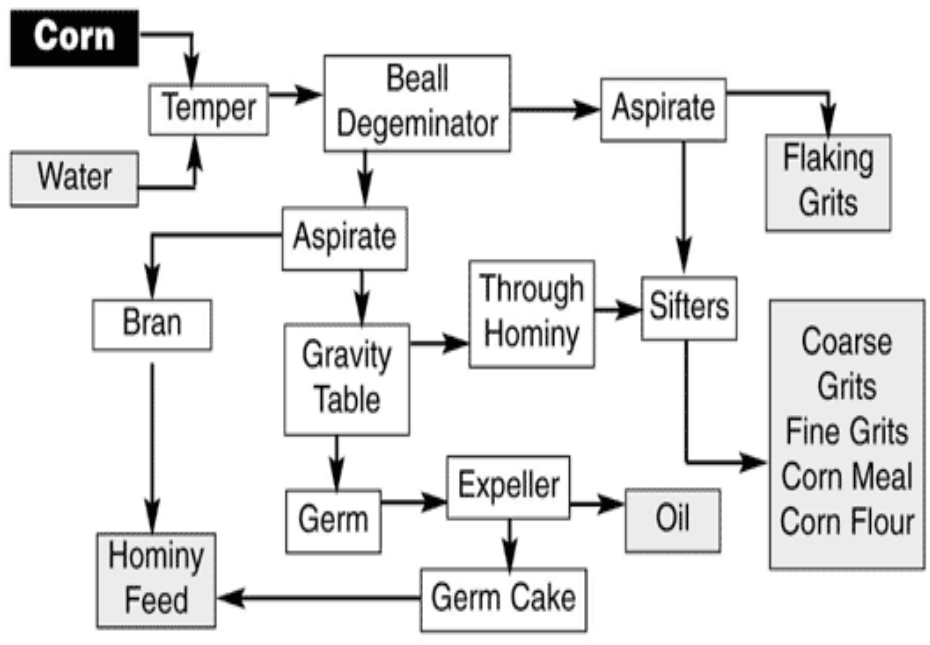 Corn
Temper
Water
Beall
Degeminator
Aspirate
Flaking
Grits
Aspirate
Bran
Gravity
Table
Through
Hominy
Sifters
Coarse
Grits
Fine Grits
Corn Meal
Corn Flour
Germ
Expeller
Oil
Hominy
Feed
Germ Cake